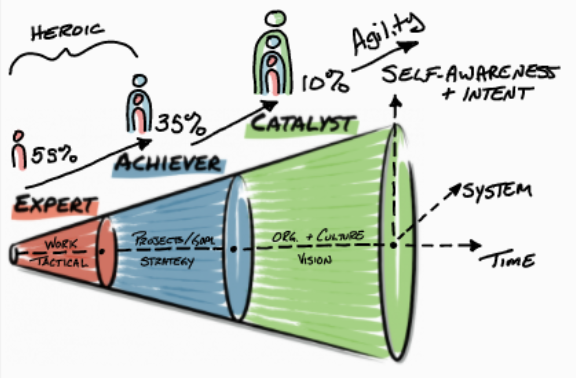 HEROIC
Agility
10%
SELF-AWARENESS
+ INTENT
35%
CATALYST
55%
ACHIEVER
SYSTEM
EXPERT
WORK
TACTICAL
PROJECTS/GOAL
STRATEGY
ORG. + CULTURE
VISION
TIME